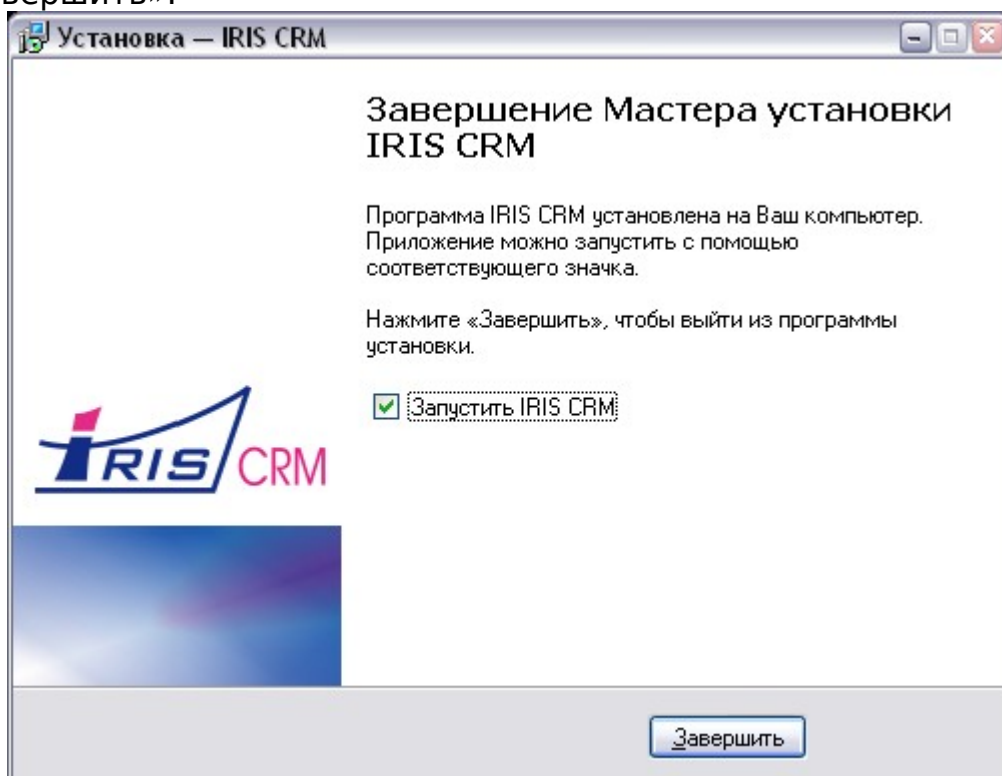 вершить».
Установка — IRIS CRM
Завершение Мастера установки
IRIS CRM
Программа IRIS CRM установлена на Ваш компьютер.
Приложение можно запустить с помощью
соответствующего значка.
Нажмите «Завершить», чтобы выйти из программы
установки.
Запустить IRIS CRM
IRIS CRM
Завершить